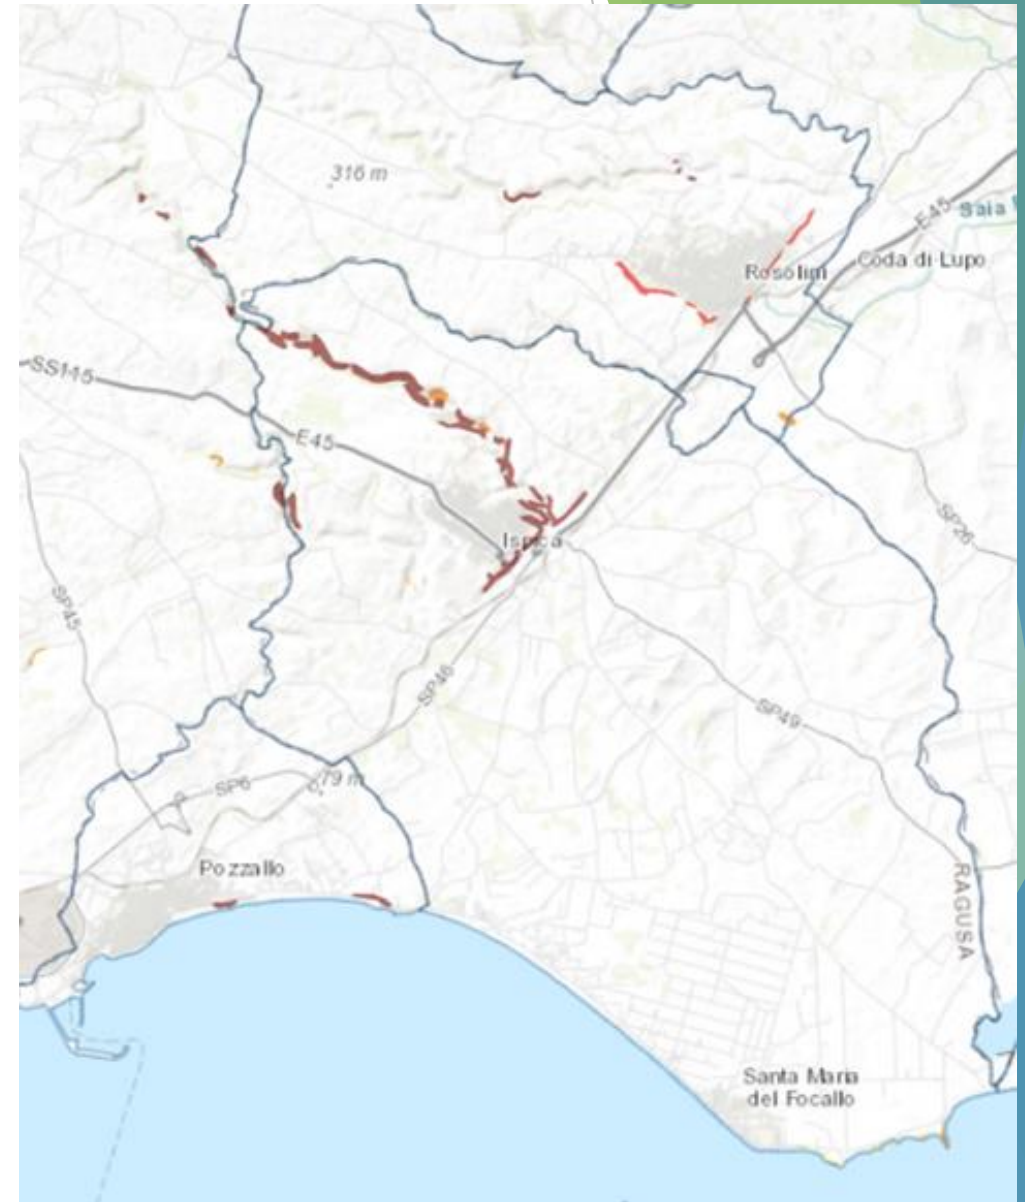 316 m
E45
Saia
Rosolini
Coda di Lupo
SS115
E45
SP26
Ispica
SP45
SP46
SP49
SP6
79 m
Pozzallo
RAGUSA
Santa Maria
del Focallo